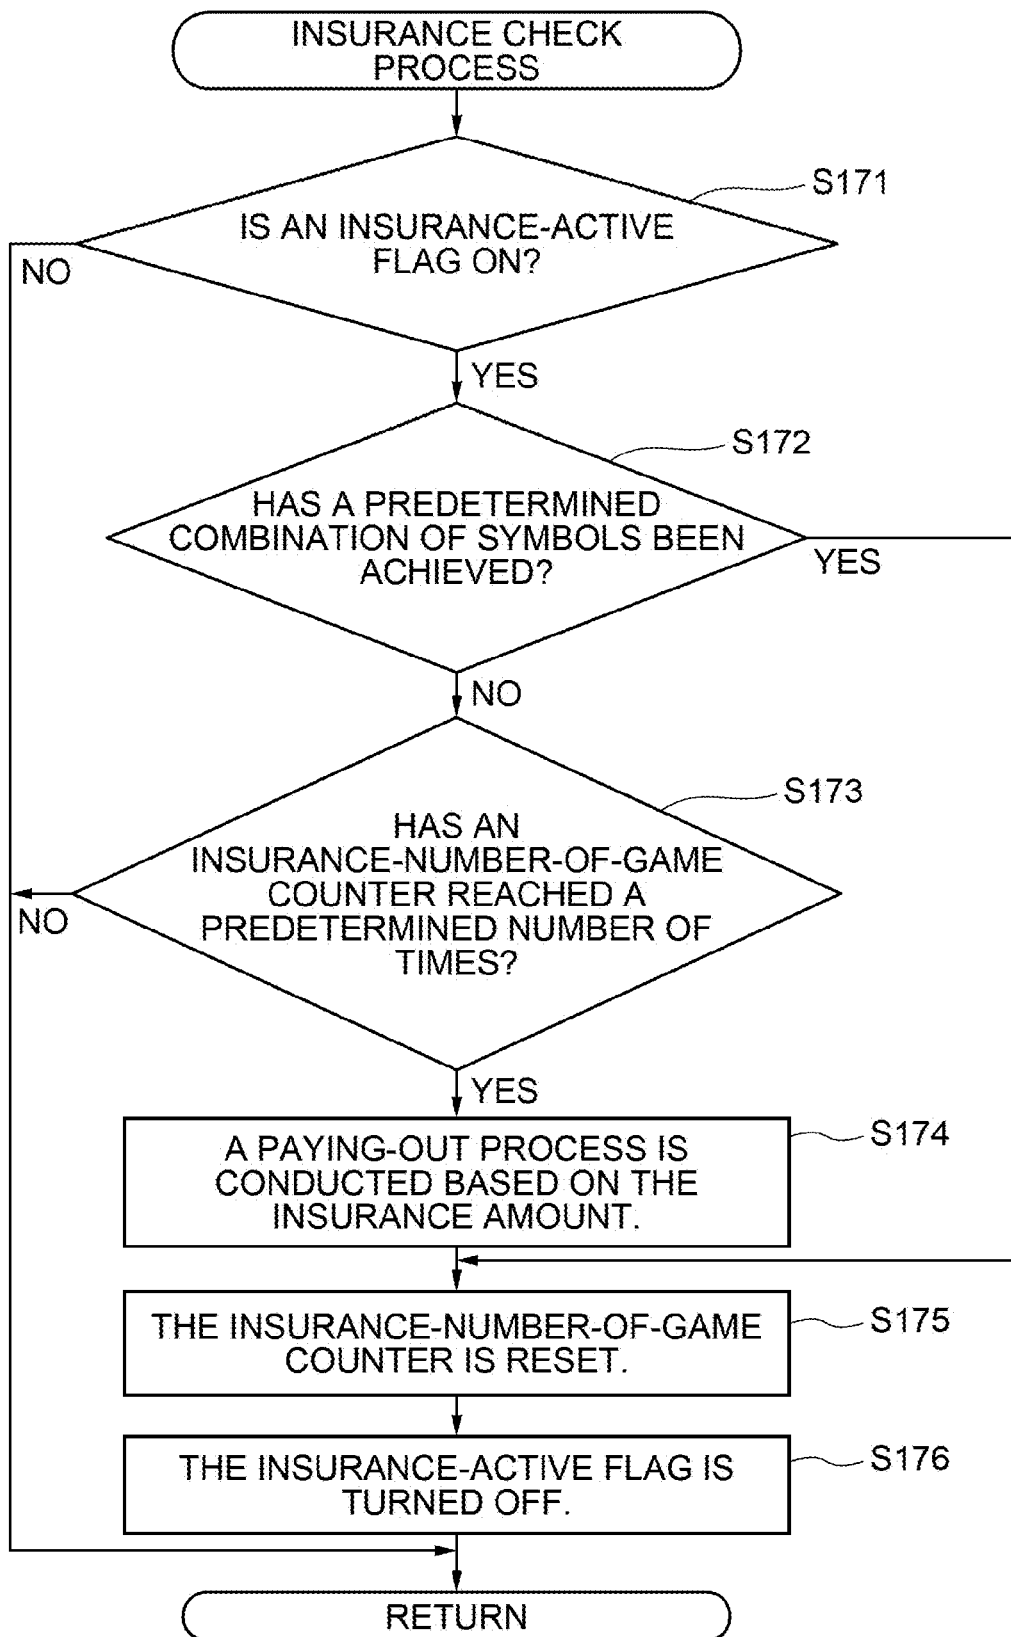 INSURANCE CHECK
PROCESS
S171
IS AN INSURANCE-ACTIVE
FLAG ON?
NO
YES
S172
HAS A PREDETERMINED
COMBINATION OF SYMBOLS BEEN
ACHIEVED?
YES
NO
S173
HAS AN
INSURANCE-NUMBER-OF-GAME
COUNTER REACHED A
PREDETERMINED NUMBER OF
TIMES?
NO
YES
S174
A PAYING-OUT PROCESS IS
CONDUCTED BASED ON THE
INSURANCE AMOUNT.
S175
THE INSURANCE-NUMBER-OF-GAME
COUNTER IS RESET.
S176
THE INSURANCE-ACTIVE FLAG IS
TURNED OFF.
RETURN